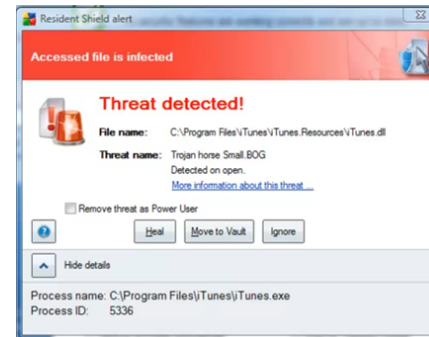 Resident Shield alert
Accessed file is infected
Threat detected!
File name: C:\Program Files\iTunes\iTunes.Resources\iTunes.dll
Threat name: Trojan horse Small.BOG
Detected on open.
More information about this threat ...
Remove threat as Power User
Heal Move to Vault Ignore
Hide details
Process name: C:\Program Files\iTunes\iTunes.exe
Process ID: 5336